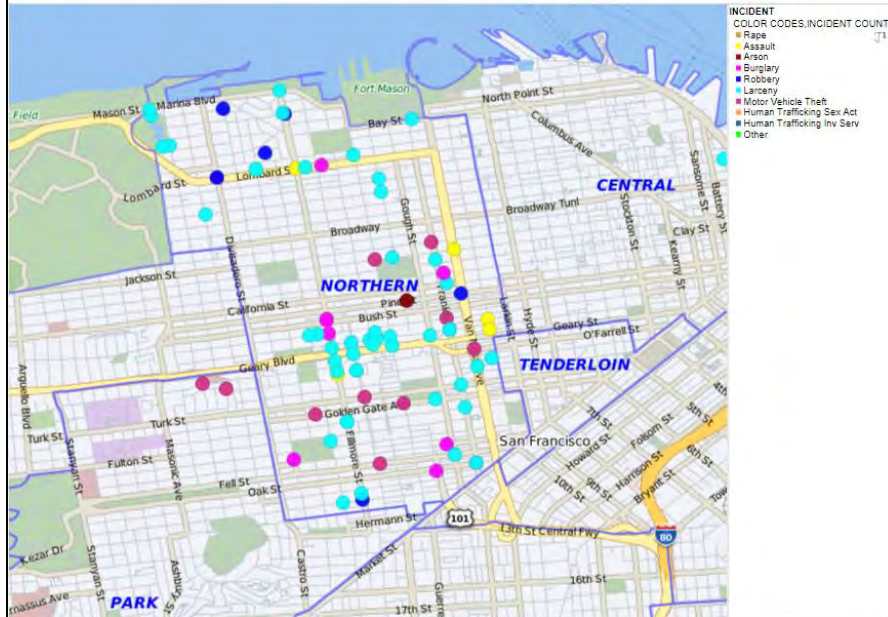 INCIDENT
COLOR CODES,INCIDENT COUNT
Rape
Assault
Arson
Burglary
Robbery
Larceny
Motor Vehicle Theft
Human Trafficking Sex Act
Human Trafficking Inv Serv
Other
Field
Mason St
Marina Blvd
Fort Mason
North Point St
Bay St
Columbus Ave
Lombard St
Lombard S
CENTRAL
Sansome St
Battery St
Stockton St
Broadway Tunl
Broadway
Gough St
Clay St
Kearny St
Divisadero St
Jackson St
NORTHERN
California St
Pine
Bush St
Frank
Larkin St
Hyde St
Geary St
O'Farrell St
Van
ve
Geary Blvd
TENDERLOIN
Arguello Blvd
4th
5th St
6th St
7th St
Turk St
Golden Gate A
Turk St
Fillmore St
San Francisco
Howard St
Folsom St
Harrison St
Bryant St
Fulton St
Stanyan St
Masonic Ave
Fell St
Oak St
9th St
10th St
Tow
Hermann St
101
13th St Central Fwy
80
Kezar Dr
Stanyan St
Ashbury St
Castro St
Market St
16th St
PARK
Guerre
17th St
rnassus Ave